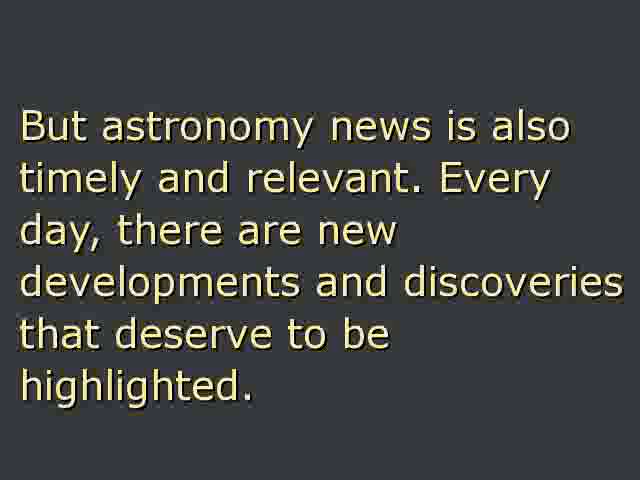 But astronomy news is also
timely and relevant. Every
day, there are new
developments and discoveries
that deserve to be
highlighted.